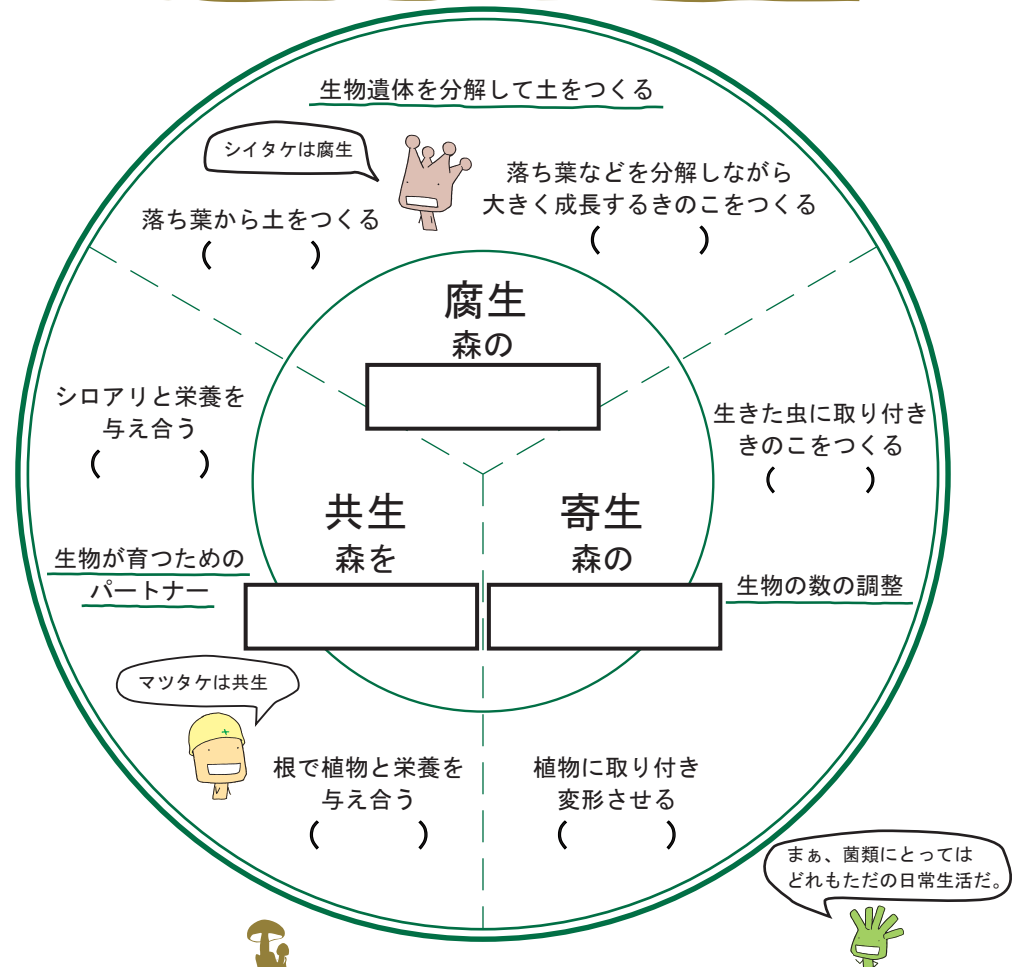 生物遺体を分解して土をつくる
シイタケは腐生
落ち葉などを分解しながら
大きく成長するきのこをつくる
(　　　)
落ち葉から土をつくる
(　　　)
腐生
森の
シロアリと栄養を
与え合う
(　　　)
生きた虫に取り付き
きのこをつくる
(　　　)
共生
森を
寄生
森の
生物が育つための
パートナー
生物の数の調整
マツタケは共生
根で植物と栄養を
与え合う
(　　　)
植物に取り付き
変形させる
(　　　)
まぁ、菌類にとっては
どれもただの日常生活だ。